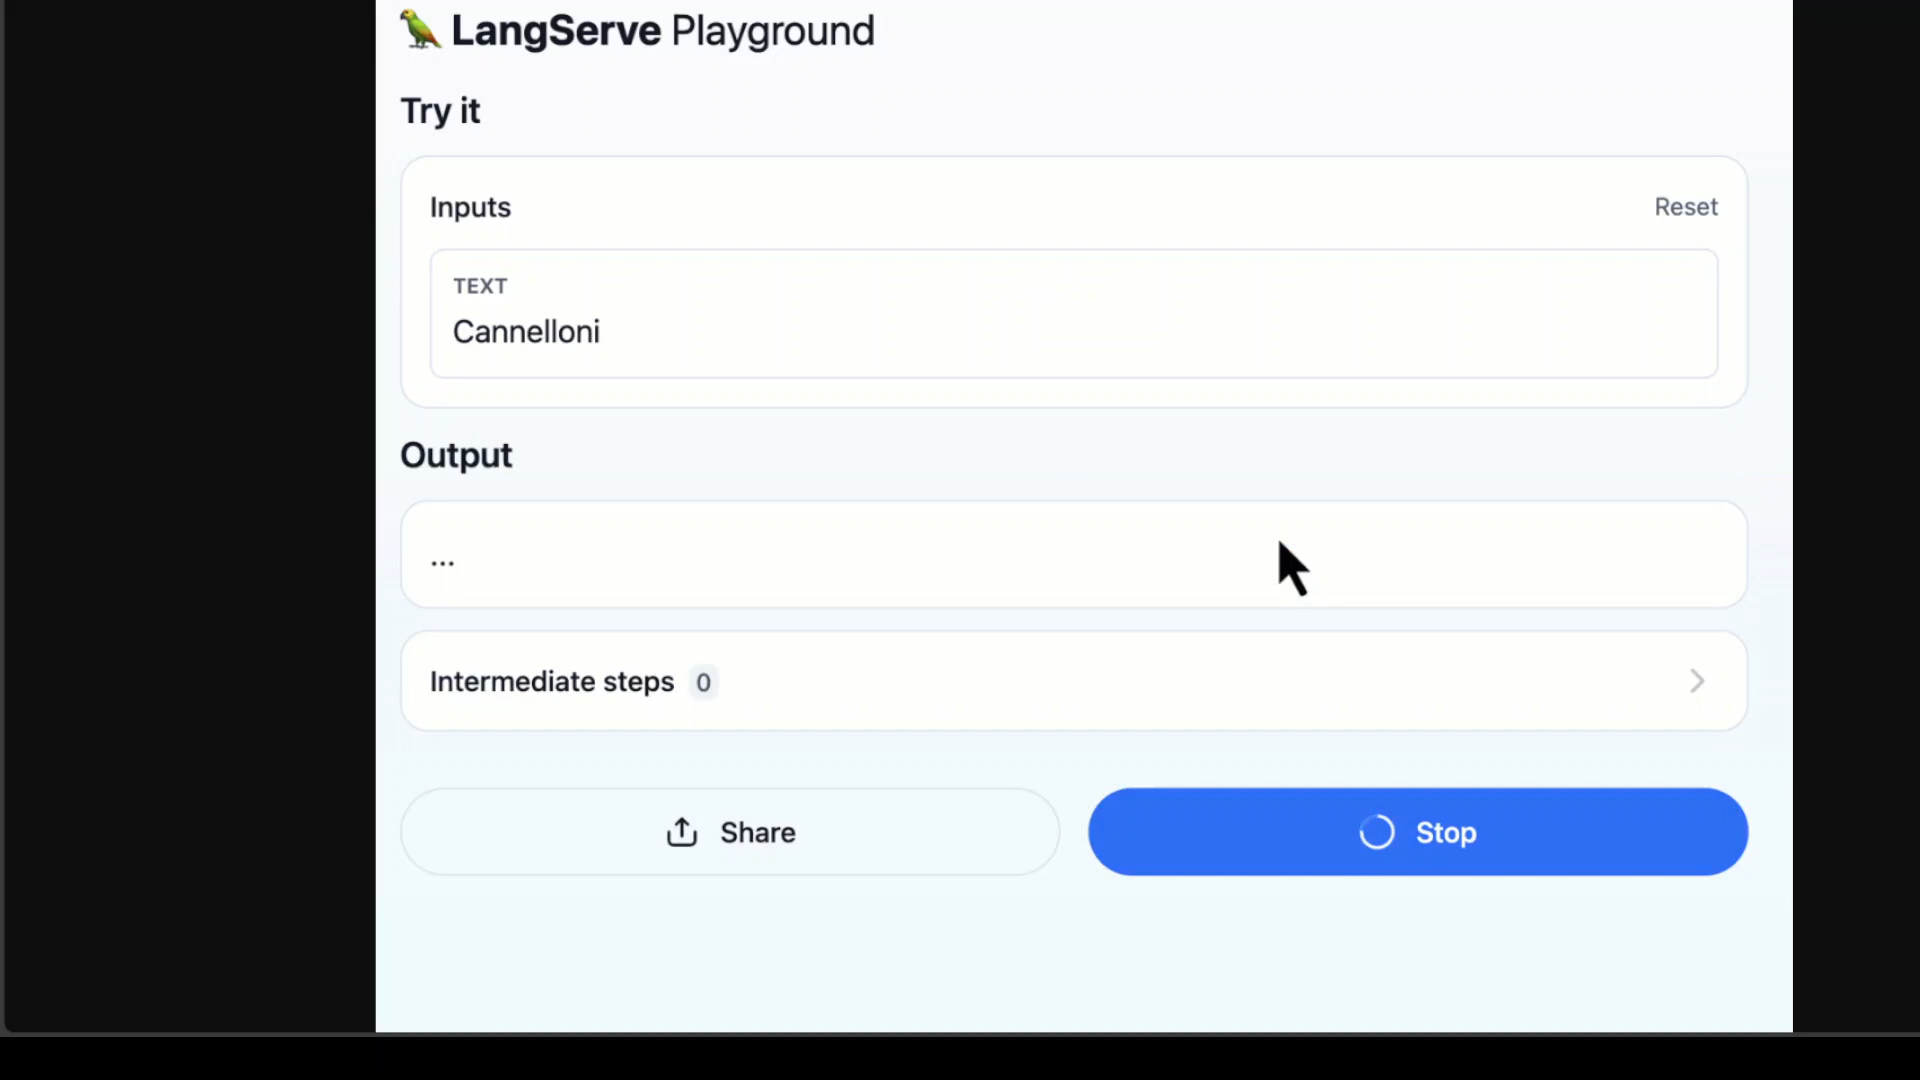 LangServe Playground
Try it
Inputs
Reset
TEXT
Cannelloni
Output
...
Intermediate steps 0
Share
Stop